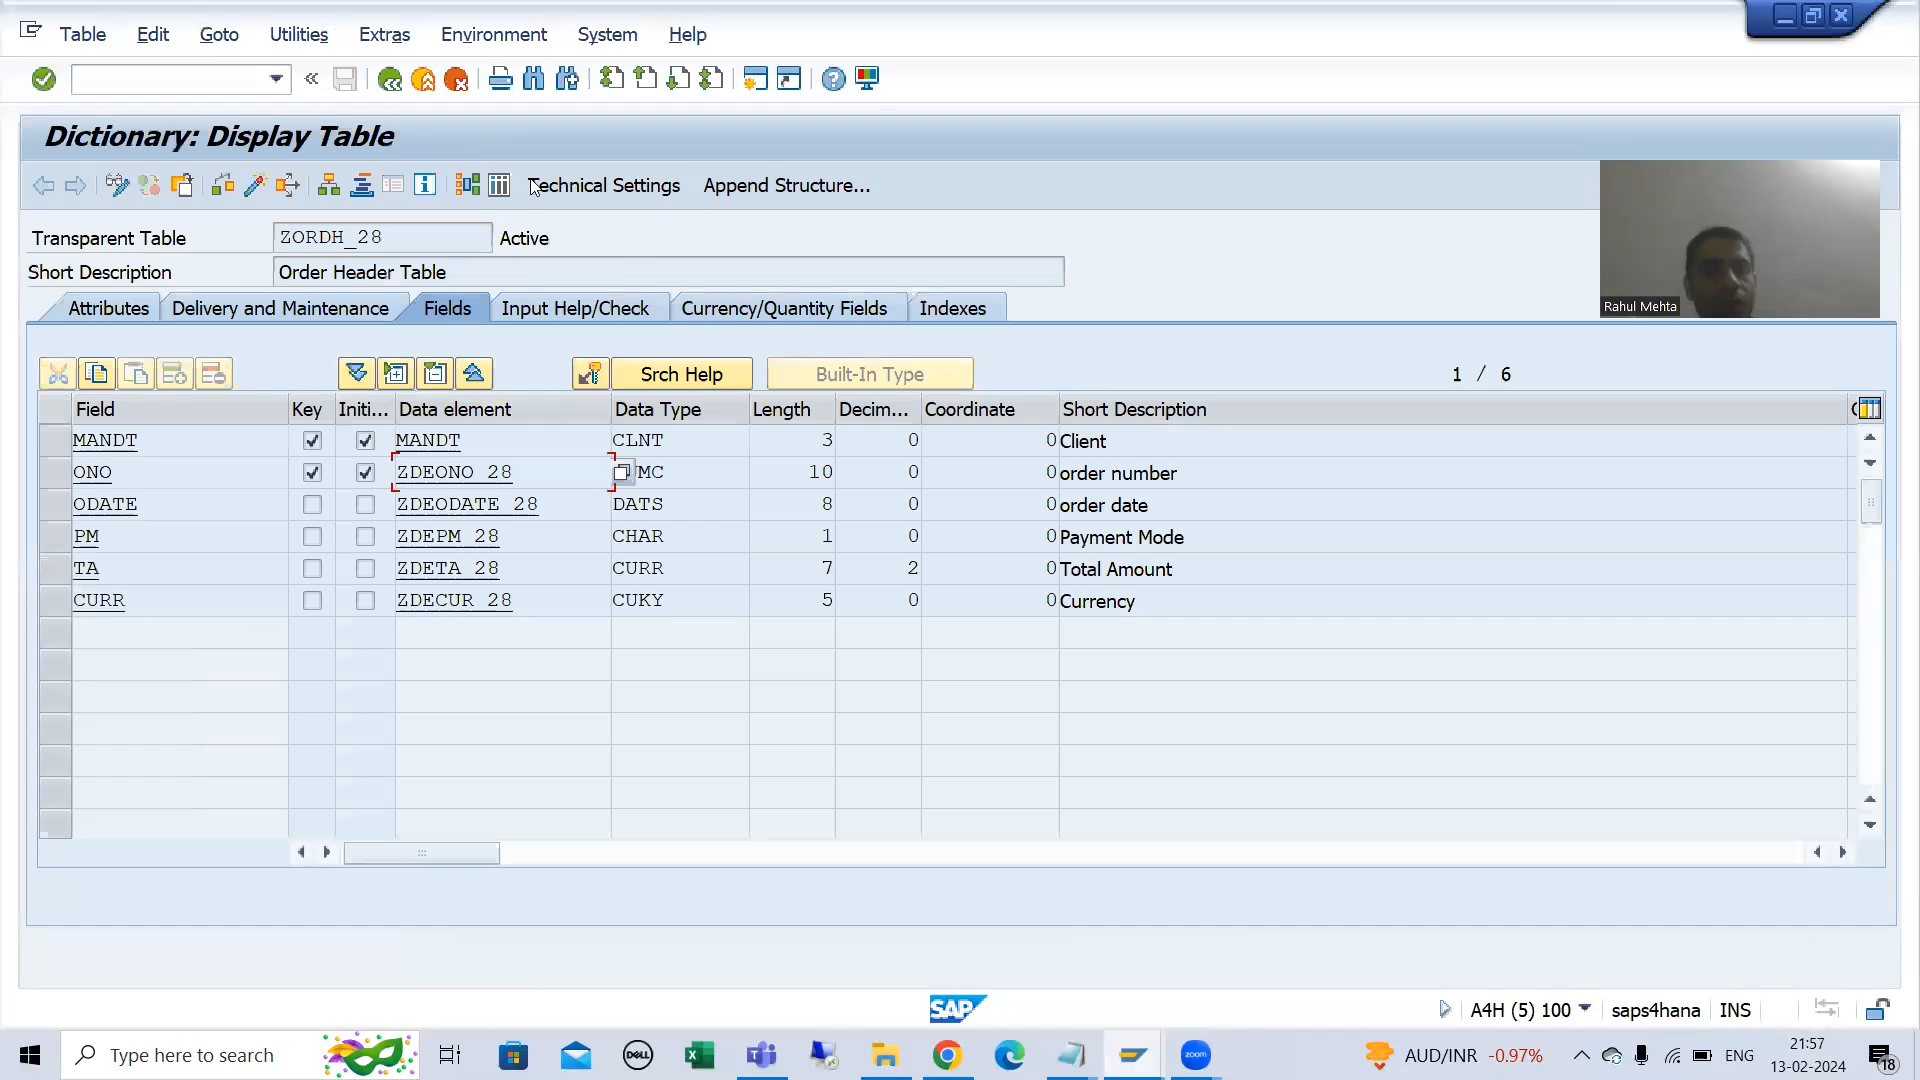 Table Edit Goto Utilities Extras Environment System Help
Dictionary: Display Table
Technical Settings Append Structure...
Transparent Table ZORDH_28 Active
Short Description Order Header Table
Rahul Mehta
Attributes Delivery and Maintenance Fields Input Help/Check Currency/Quantity Fields Indexes
Srch Help Built-In Type 1 / 6
Field Key Initi... Data element Data Type Length Decim... Coordinate Short Description
MANDT MANDT CLNT 3 0 0 Client
ONO ZDEONO_28 MC 10 0 0 order number
ODATE ZDEODATE_28 DATS 8 0 0 order date
PM ZDEPM_28 CHAR 1 0 0 Payment Mode
TA ZDETA_28 CURR 7 2 0 Total Amount
CURR ZDECUR_28 CUKY 5 0 0 Currency
SAP A4H (5) 100 saps4hana INS
Type here to search DELL zoom AUD/INR -0.97% ENG 21:57
13-02-2024 18